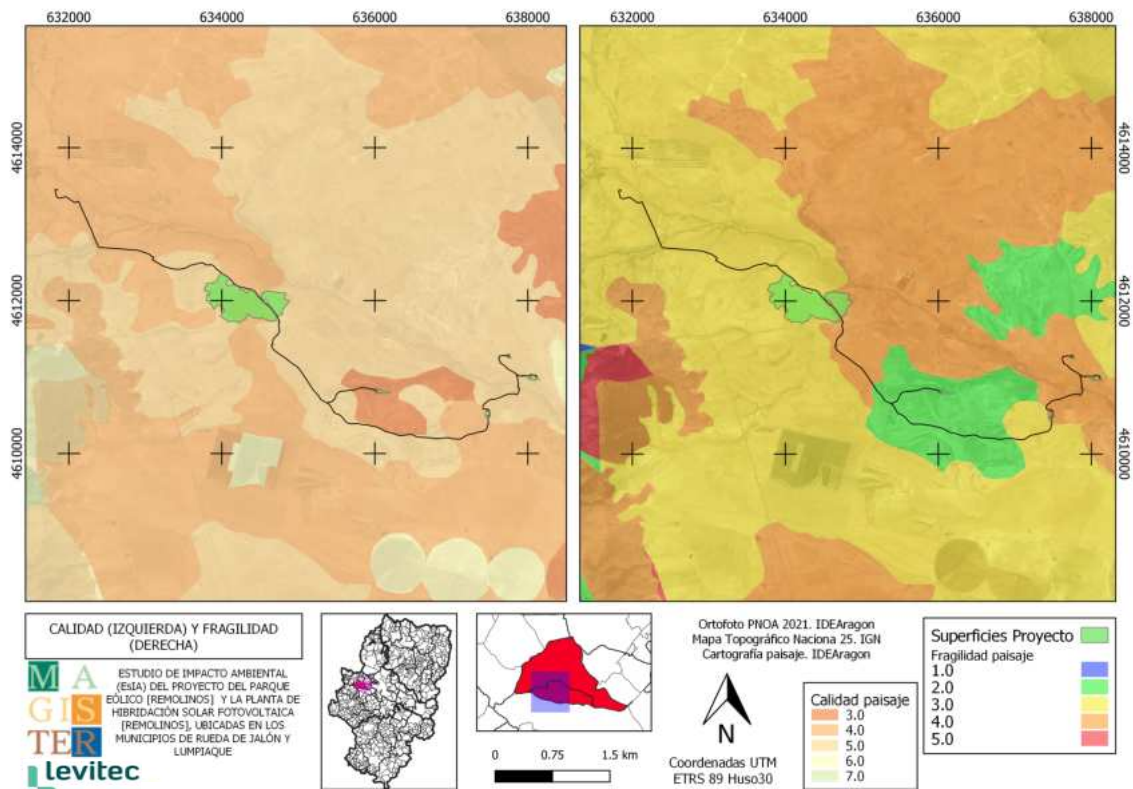 632000 634000 636000 638000
632000 634000 636000 638000
4614000
4612000
4610000
4614000
4612000
4610000
CALIDAD (IZQUIERDA) Y FRAGILIDAD
(DERECHA)
MA
GIS
TER
levitec
ESTUDIO DE IMPACTO AMBIENTAL
(EsIA) DEL PROYECTO DEL PARQUE
EÓLICO [REMOLINOS] Y LA PLANTA DE
HIBRIDACIÓN SOLAR FOTOVOLTAICA
[REMOLINOS], UBICADAS EN LOS
MUNICIPIOS DE RUEDA DE JALÓN Y
LUMPIAQUE
0 0.75 1.5 km
Ortofoto PNOA 2021. IDEAragon
Mapa Topográfico Naciona 25. IGN
Cartografía paisaje. IDEAragon
N
Coordenadas UTM
ETRS 89 Huso30
Calidad paisaje
3.0
4.0
5.0
6.0
7.0
Superficies Proyecto
Fragilidad paisaje
1.0
2.0
3.0
4.0
5.0